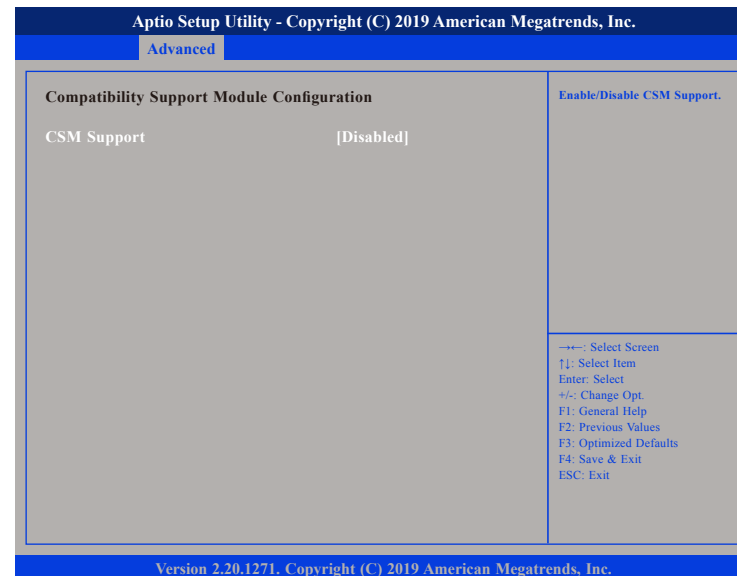 Aptio Setup Utility - Copyright (C) 2019 American Megatrends, Inc.
Advanced
Compatibility Support Module Configuration
CSM Support [Disabled]
Enable/Disable CSM Support.
→←: Select Screen
↑↓: Select Item
Enter: Select
+/-: Change Opt.
F1: General Help
F2: Previous Values
F3: Optimized Defaults
F4: Save & Exit
ESC: Exit
Version 2.20.1271. Copyright (C) 2019 American Megatrends, Inc.